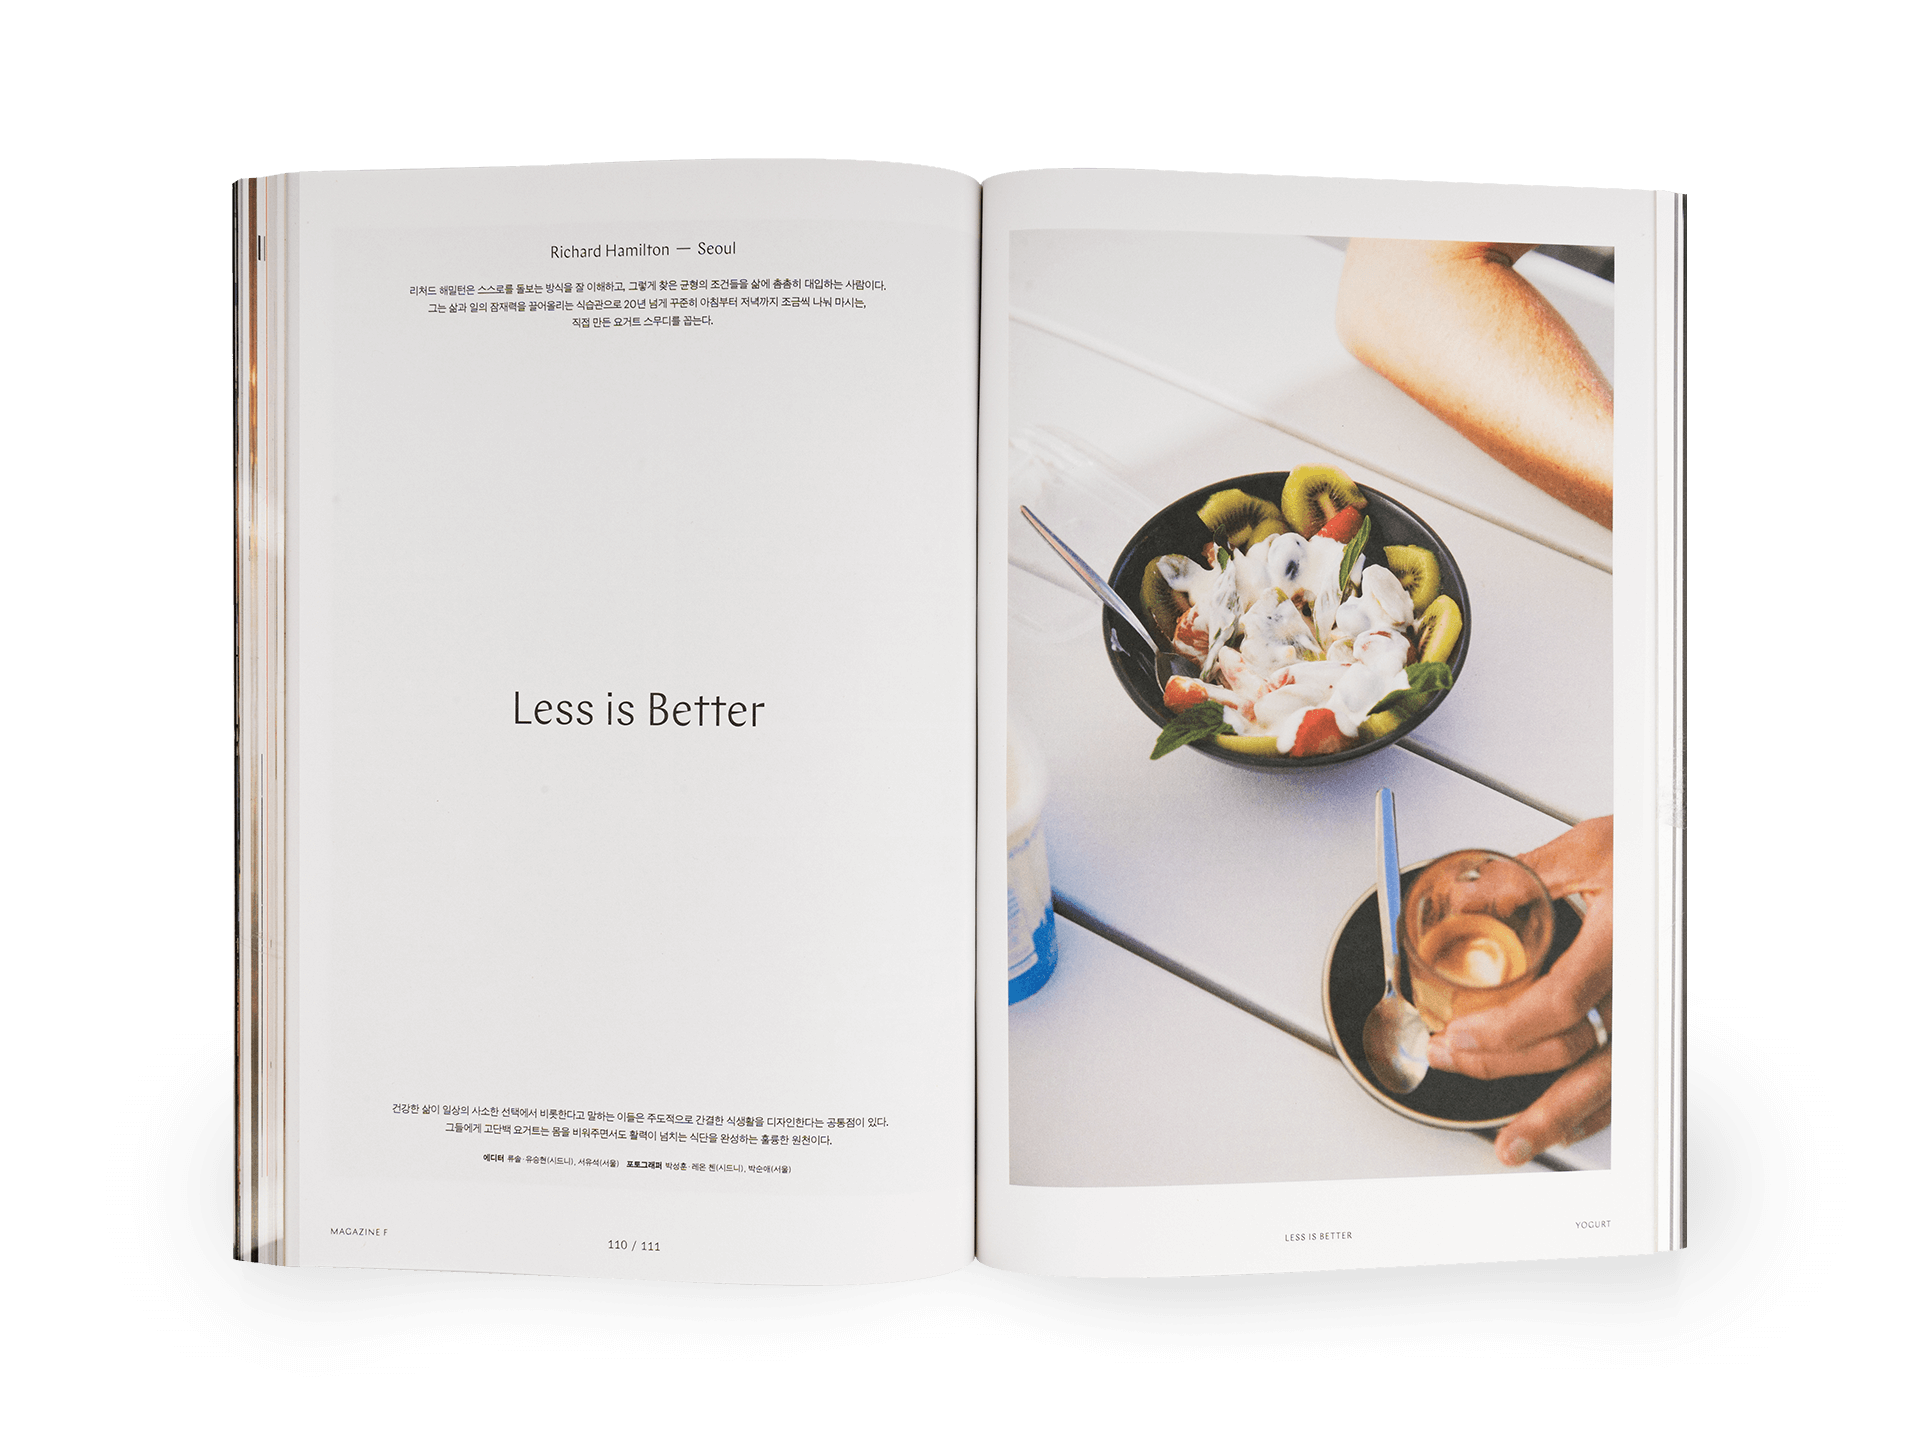 Richard Hamilton — Seoul
리처드 해밀턴은 스스로를 돌보는 방식을 잘 이해하고, 그렇게 찾은 균형의 조건들을 삶에 촘촘히 대입하는 사람이다.
그는 삶과 일의 잠재력을 끌어올리는 식습관으로 20년 넘게 꾸준히 아침부터 저녁까지 조금씩 나눠 마시는,
직접 만든 요거트 스무디를 꼽는다.
Less is Better
건강한 삶이 일상의 사소한 선택에서 비롯한다고 말하는 이들은 주도적으로 간결한 식생활을 디자인한다는 공통점이 있다.
그들에게 고단백 요거트는 몸을 비워주면서도 활력이 넘치는 식단을 완성하는 훌륭한 원천이다.
에디터 류솔·유승현(시드니), 서유석(서울) 포토그래퍼 박성훈·레온 첸(시드니), 박순애(서울)
MAGAZINE F
110 / 111
LESS IS BETTER
YOGURT